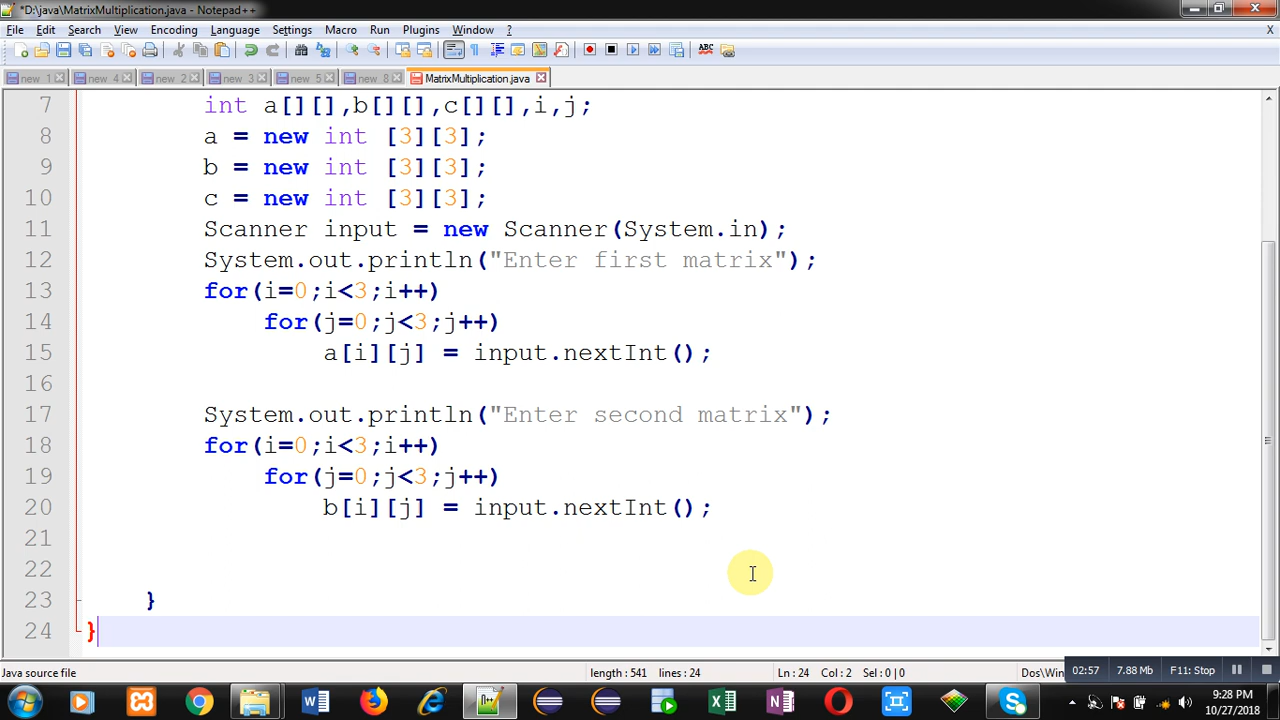 *D:\java\MatrixMultiplication.java - Notepad++
File Edit Search View Encoding Language Settings Macro Run Plugins Window ? X
new 1 new 4 new 2 new 3 new 5 new 8 MatrixMultiplication.java
7 int a[][],b[][],c[][],i,j;
8 a = new int [3][3];
9 b = new int [3][3];
10 c = new int [3][3];
11 Scanner input = new Scanner(System.in);
12 System.out.println("Enter first matrix");
13 for(i=0;i<3;i++)
14 for(j=0;j<3;j++)
15 a[i][j] = input.nextInt();
16
17 System.out.println("Enter second matrix");
18 for(i=0;i<3;i++)
19 for(j=0;j<3;j++)
20 b[i][j] = input.nextInt();
21
22
23 }
24 }
Java source file length : 541 lines : 24 Ln : 24 Col : 2 Sel : 0 | 0 Dos\Win
02:57 7.88 Mb F11: Stop
9:28 PM
10/27/2018